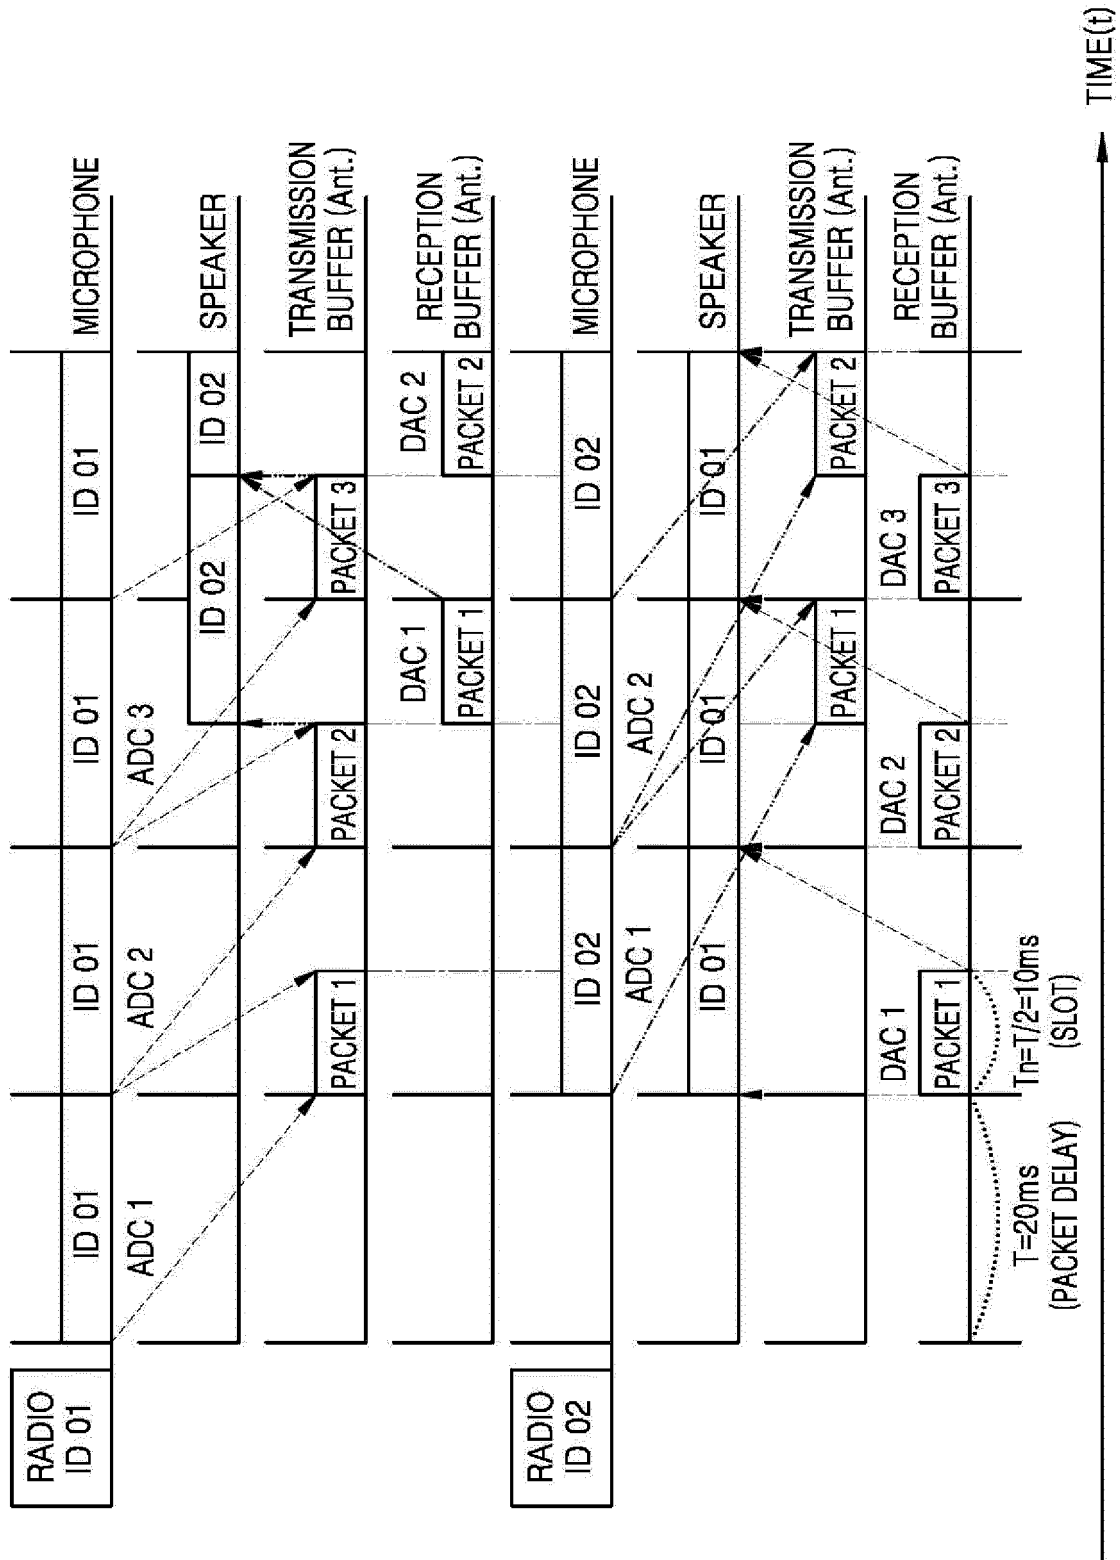 RADIO
ID 01
ID 01
ID 01
ID 01
ID 01
MICROPHONE
ADC 1
ADC 2
ADC 3
ID 02
ID 02
SPEAKER
PACKET 1
PACKET 2
PACKET 3
TRANSMISSION
BUFFER (Ant.)
DAC 1
DAC 2
PACKET 1
PACKET 2
RECEPTION
BUFFER (Ant.)
RADIO
ID 02
ID 02
ID 02
ID 02
MICROPHONE
ADC 1
ADC 2
ID 01
ID 01
ID 01
SPEAKER
PACKET 1
PACKET 2
TRANSMISSION
BUFFER (Ant.)
DAC 1
DAC 2
DAC 3
PACKET 1
PACKET 2
PACKET 3
RECEPTION
BUFFER (Ant.)
T=20ms
(PACKET DELAY)
Tn=T/2=10ms
(SLOT)
TIME(t)